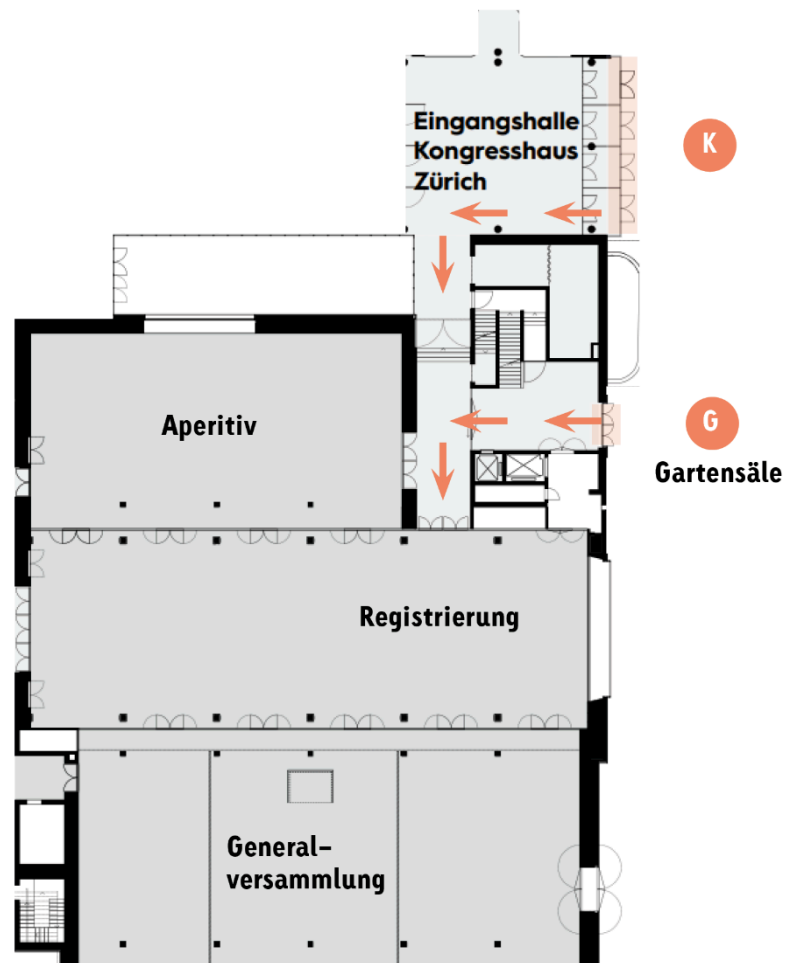 Eingangshalle
Kongresshaus
Zürich
K
Aperitiv
G
Gartensäle
Registrierung
General–
versammlung